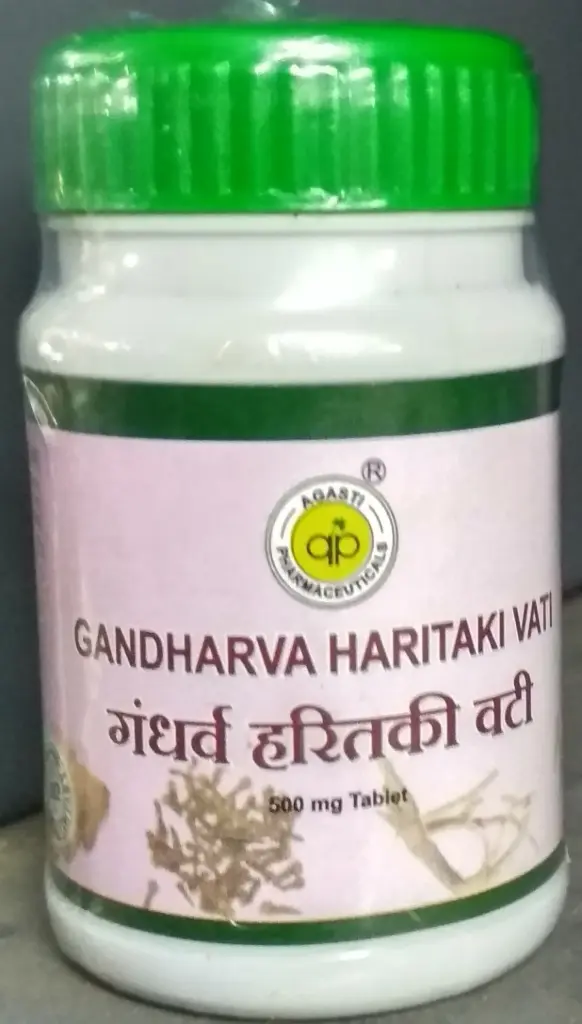 ®
AGASTI
ap
PHARMACEUTICALS
GANDHARVA HARITAKI VATI
गंधर्व हरितकी वटी
500 mg Tablet